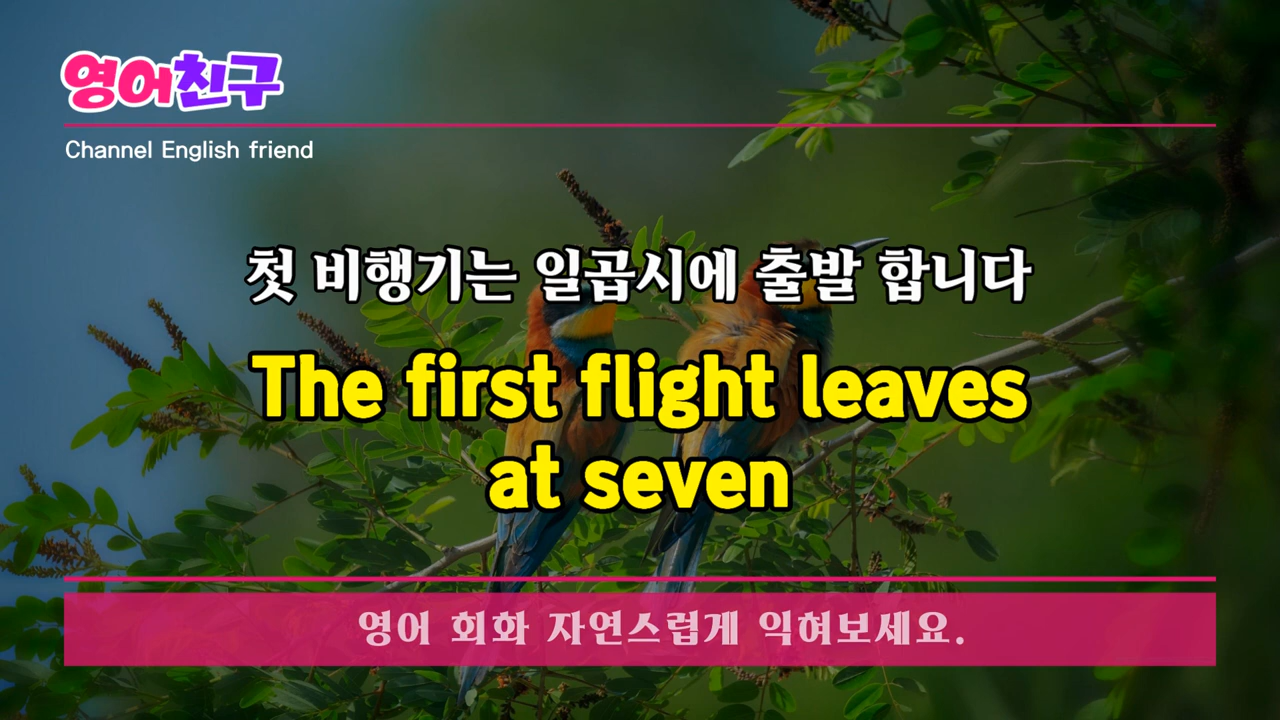 영어친구
Channel English friend
첫 비행기는 일곱시에 출발 합니다
The first flight leaves
at seven
영어 회화 자연스럽게 익혀보세요.